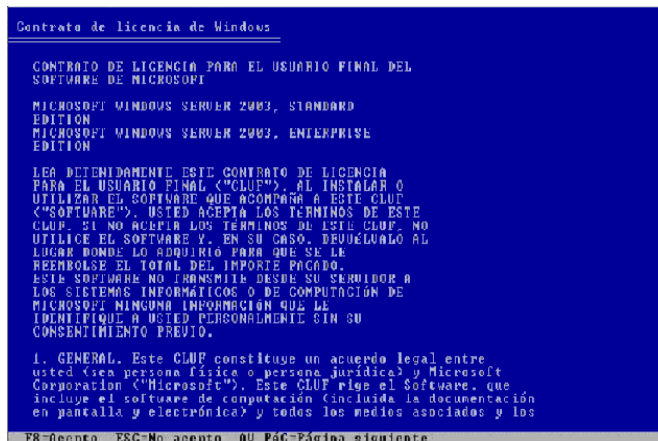 Contrato de licencia de Windows
CONTRATO DE LICENCIA PARA EL USUARIO FINAL DEL
SOFTWARE DE MICROSOFT
MICROSOFT WINDOWS SERVER 2003, STANDARD
EDITION
MICROSOFT WINDOWS SERVER 2003, ENTERPRISE
EDITION
LEA DETENIDAMENTE ESTE CONTRATO DE LICENCIA
PARA EL USUARIO FINAL ("CLUF"). AL INSTALAR O
UTILIZAR EL SOFTWARE QUE ACOMPAÑA A ESTE CLUF
("SOFTWARE"), USTED ACEPTA LOS TÉRMINOS DE ESTE
CLUF. SI NO ACEPTA LOS TÉRMINOS DE ESTE CLUF, NO
UTILICE EL SOFTWARE Y, EN SU CASO, DEVUÉLVALO AL
LUGAR DONDE LO ADQUIRIÓ PARA QUE SE LE
REEMBOLSE EL TOTAL DEL IMPORTE PAGADO.
ESTE SOFTWARE NO TRANSMITE DESDE SU SERVIDOR A
LOS SISTEMAS INFORMÁTICOS O DE COMPUTACIÓN DE
MICROSOFT NINGUNA INFORMACIÓN QUE LE
IDENTIFIQUE A USTED PERSONALMENTE SIN SU
CONSENTIMIENTO PREVIO.
1. GENERAL. Este CLUF constituye un acuerdo legal entre
usted (sea persona física o persona jurídica) y Microsoft
Corporation ("Microsoft"). Este CLUF rige el Software, que
incluye el software de computación (incluida la documentación
en pantalla y electrónica) y todos los medios asociados y los
F8=Acepto ESC=No acepto AV PÁG=Página siguiente